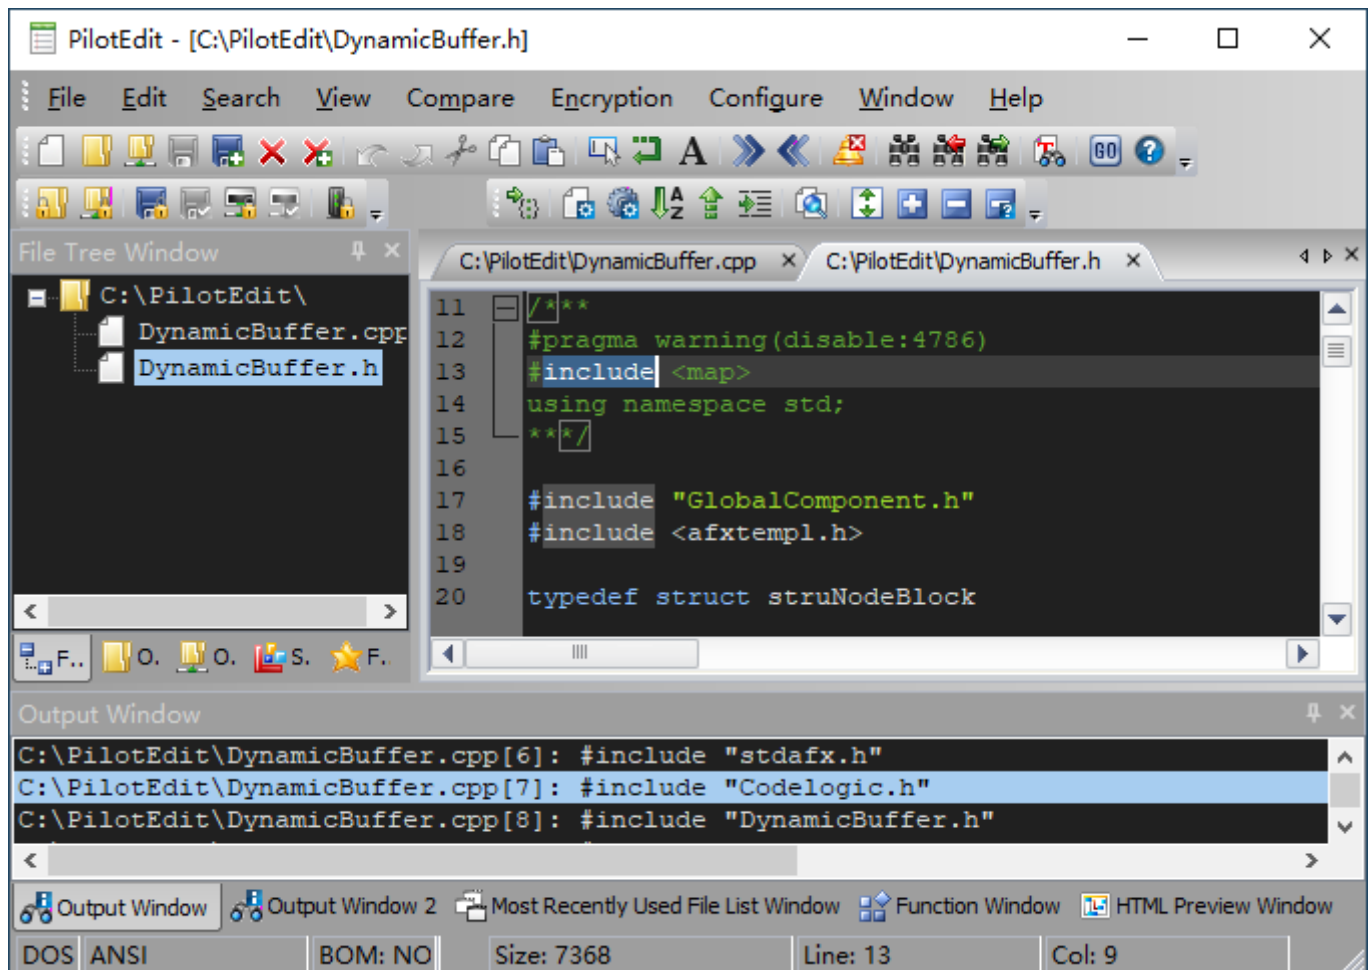 PilotEdit - [C:\PilotEdit\DynamicBuffer.h]
File Edit Search View Compare Encryption Configure Window Help
GO
File Tree Window
C:\PilotEdit\
DynamicBuffer.cpp
DynamicBuffer.h
F.. O. O. S. F.
C:\PilotEdit\DynamicBuffer.cpp C:\PilotEdit\DynamicBuffer.h
11 /***
12 #pragma warning(disable:4786)
13 #include <map>
14 using namespace std;
15 ***/
16
17 #include "GlobalComponent.h"
18 #include <afxtempl.h>
19
20 typedef struct struNodeBlock
Output Window
C:\PilotEdit\DynamicBuffer.cpp[6]: #include "stdafx.h"
C:\PilotEdit\DynamicBuffer.cpp[7]: #include "Codelogic.h"
C:\PilotEdit\DynamicBuffer.cpp[8]: #include "DynamicBuffer.h"
Output Window Output Window 2 Most Recently Used File List Window Function Window HTML Preview Window
DOS ANSI BOM: NO Size: 7368 Line: 13 Col: 9